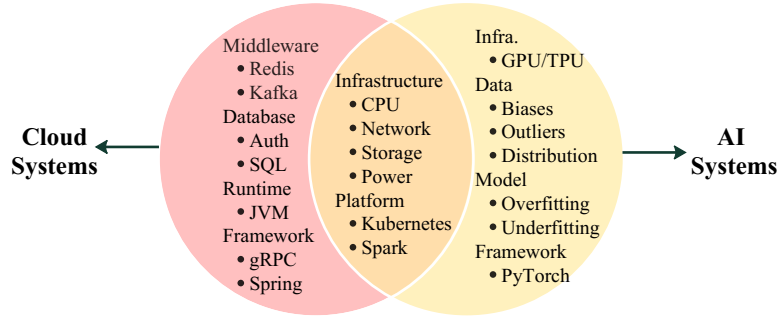 Cloud
Systems
Middleware
• Redis
• Kafka
Database
• Auth
• SQL
Runtime
• JVM
Framework
• gRPC
• Spring
Infrastructure
• CPU
• Network
• Storage
• Power
Platform
• Kubernetes
• Spark
Infra.
• GPU/TPU
Data
• Biases
• Outliers
• Distribution
Model
• Overfitting
• Underfitting
Framework
• PyTorch
AI
Systems